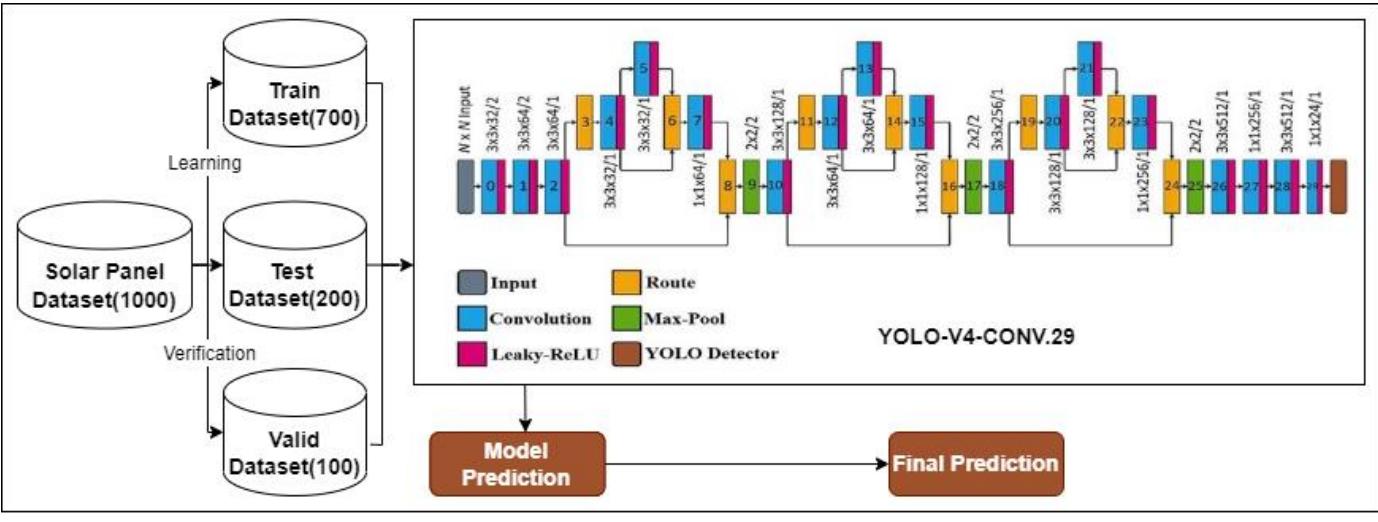 Train
Dataset(700)
Learning
Solar Panel
Dataset(1000)
Test
Dataset(200)
Verification
Valid
Dataset(100)
N x N Input
3x3x32/2
3x3x64/2
3x3x64/1
3x3x32/1
3x3x32/1
1x1x64/1
2x2/2
3x3x128/1
3x3x64/1
3x3x64/1
1x1x128/1
2x2/2
3x3x256/1
3x3x128/1
3x3x128/1
1x1x256/1
2x2/2
3x3x512/1
1x1x256/1
3x3x512/1
1x1x24/1
0
1
2
3
4
5
6
7
8
9
10
11
12
13
14
15
16
17
18
19
20
21
22
23
24
25
26
27
28
29
Input
Route
Convolution
Max-Pool
Leaky-ReLU
YOLO Detector
YOLO-V4-CONV.29
Model
Prediction
Final Prediction